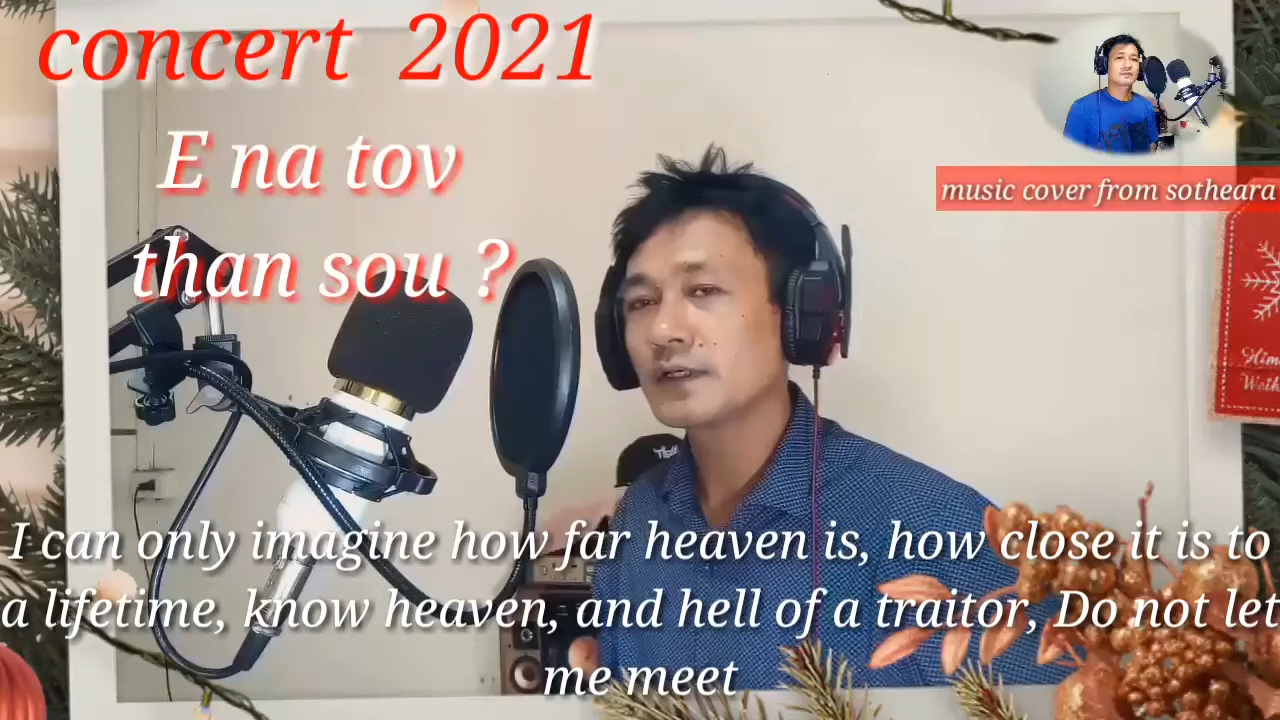 concert 2021
E na tov
than sou ?
music cover from sotheara
I can only imagine how far heaven is, how close it is to
a lifetime, know heaven, and hell of a traitor, Do not let
me meet